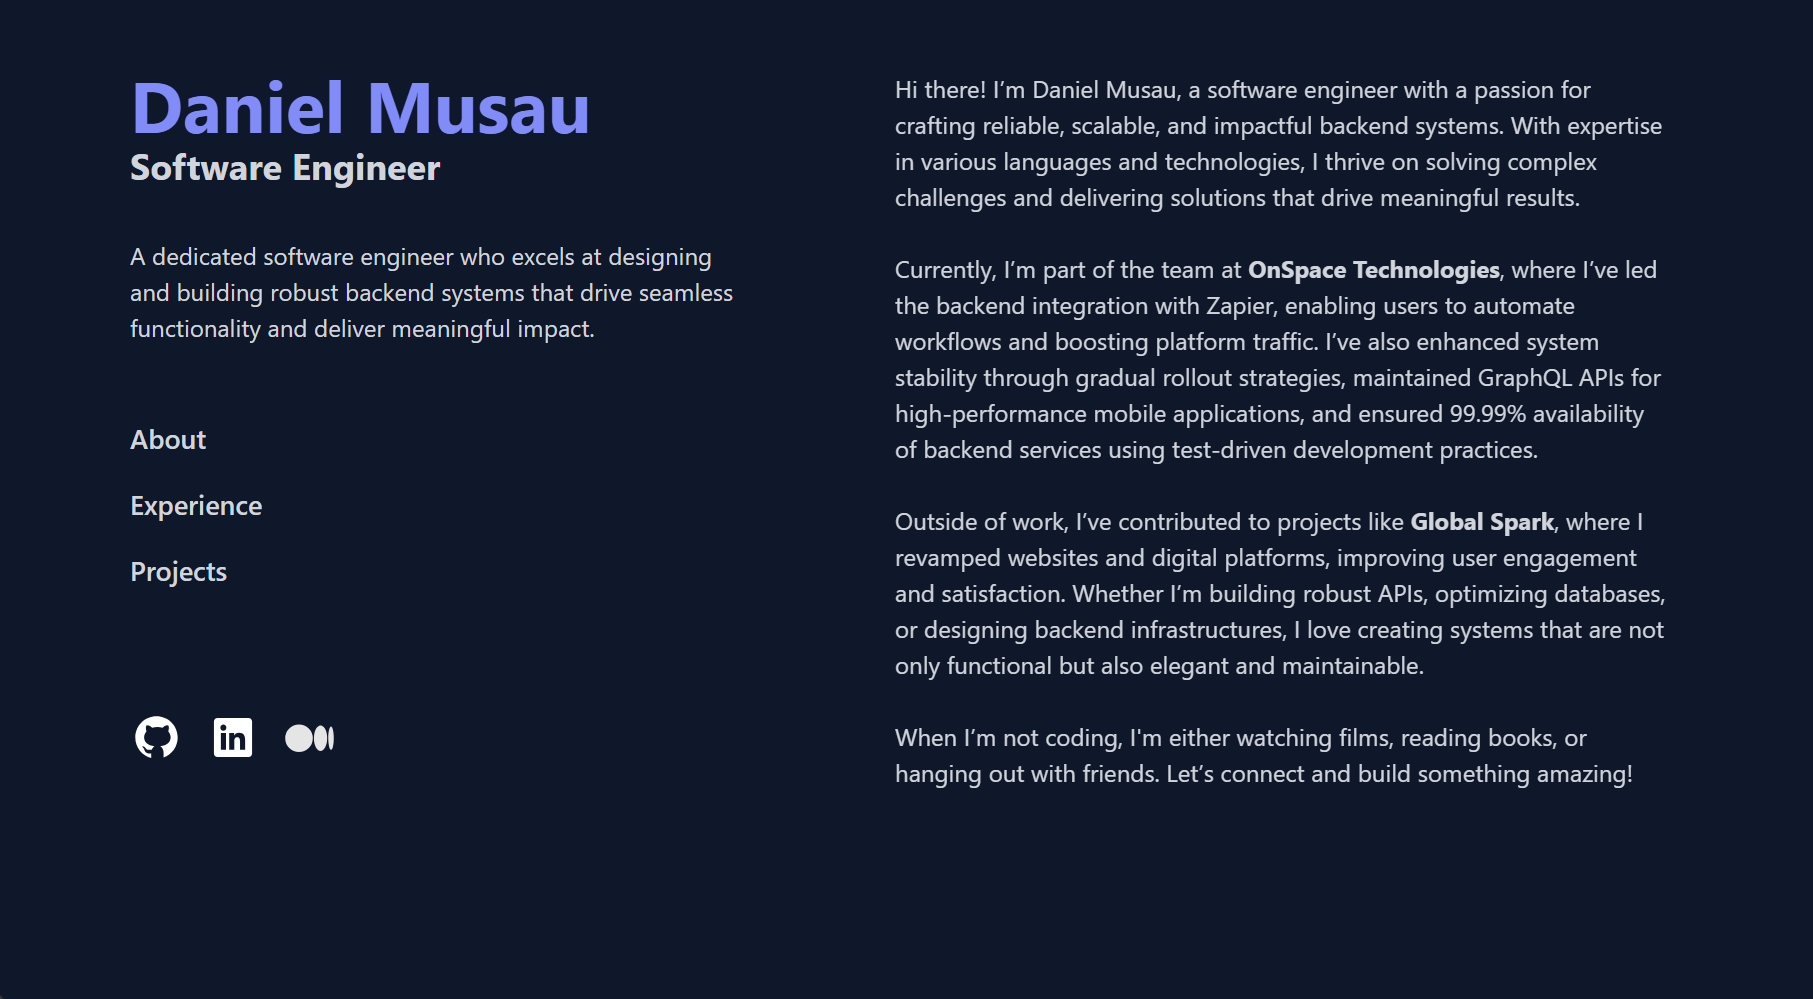 Daniel Musau
Software Engineer
A dedicated software engineer who excels at designing
and building robust backend systems that drive seamless
functionality and deliver meaningful impact.
About
Experience
Projects
in
Hi there! I’m Daniel Musau, a software engineer with a passion for
crafting reliable, scalable, and impactful backend systems. With expertise
in various languages and technologies, I thrive on solving complex
challenges and delivering solutions that drive meaningful results.
Currently, I’m part of the team at OnSpace Technologies, where I’ve led
the backend integration with Zapier, enabling users to automate
workflows and boosting platform traffic. I’ve also enhanced system
stability through gradual rollout strategies, maintained GraphQL APIs for
high-performance mobile applications, and ensured 99.99% availability
of backend services using test-driven development practices.
Outside of work, I’ve contributed to projects like Global Spark, where I
revamped websites and digital platforms, improving user engagement
and satisfaction. Whether I’m building robust APIs, optimizing databases,
or designing backend infrastructures, I love creating systems that are not
only functional but also elegant and maintainable.
When I’m not coding, I'm either watching films, reading books, or
hanging out with friends. Let’s connect and build something amazing!